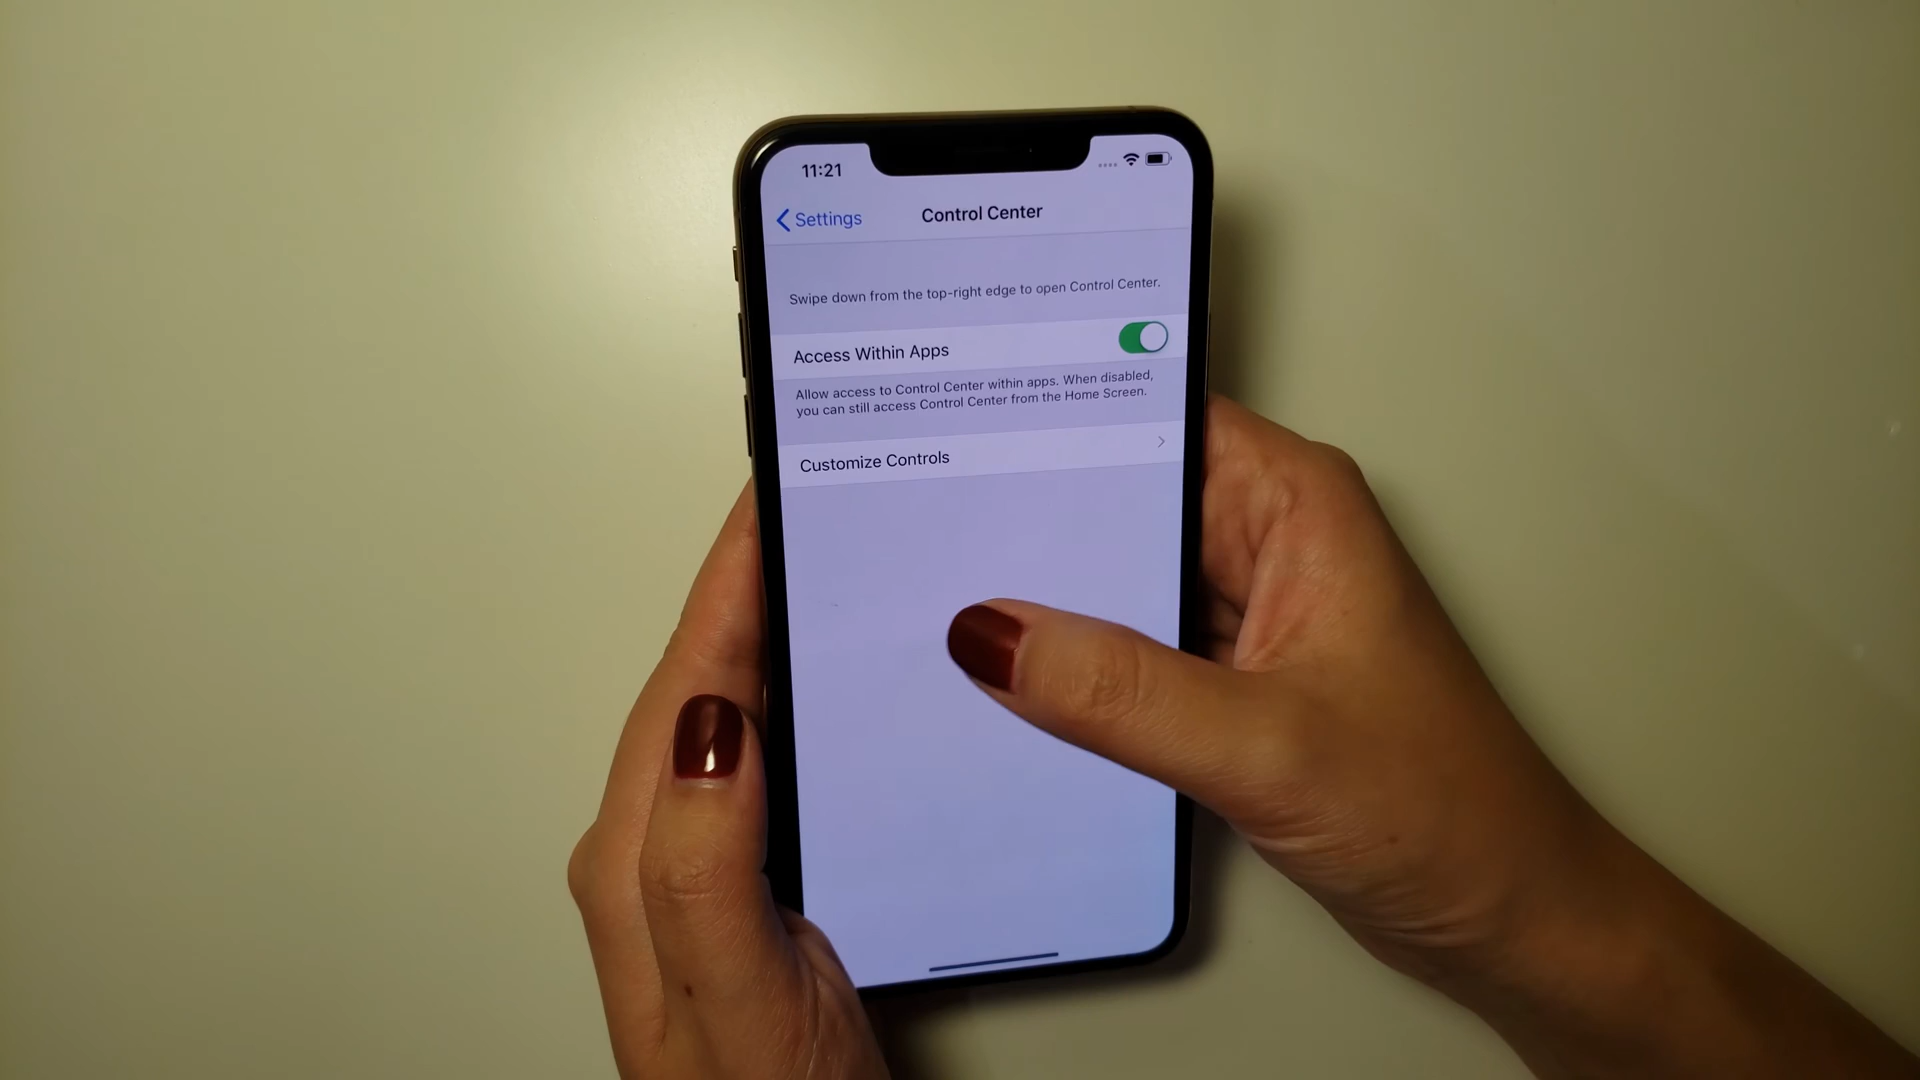 11:21
Settings
Control Center
Swipe down from the top-right edge to open Control Center.
Access Within Apps
Allow access to Control Center within apps. When disabled,
you can still access Control Center from the Home Screen.
Customize Controls